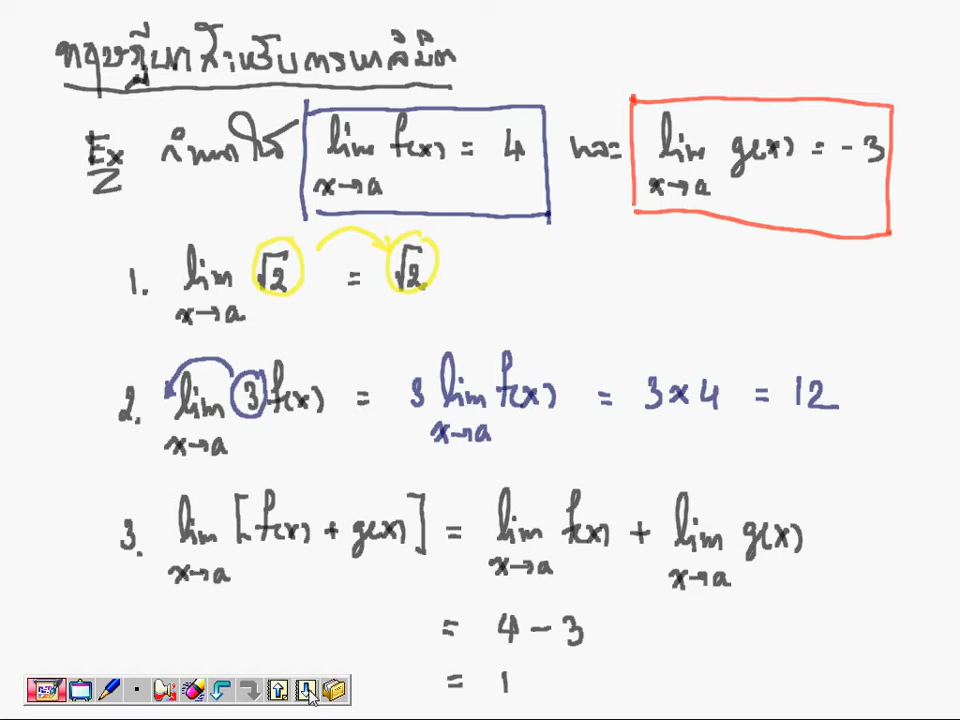 ทฤษฎีบทสำหรับการหาลิมิต
Ex กำหนดให้ lim x→a f(x) = 4 และ lim x→a g(x) = -3
1. lim x→a √2 = √2
2. lim x→a 3f(x) = 3 lim x→a f(x) = 3×4 = 12
3. lim x→a [f(x) + g(x)] = lim x→a f(x) + lim x→a g(x)
= 4 - 3
= 1